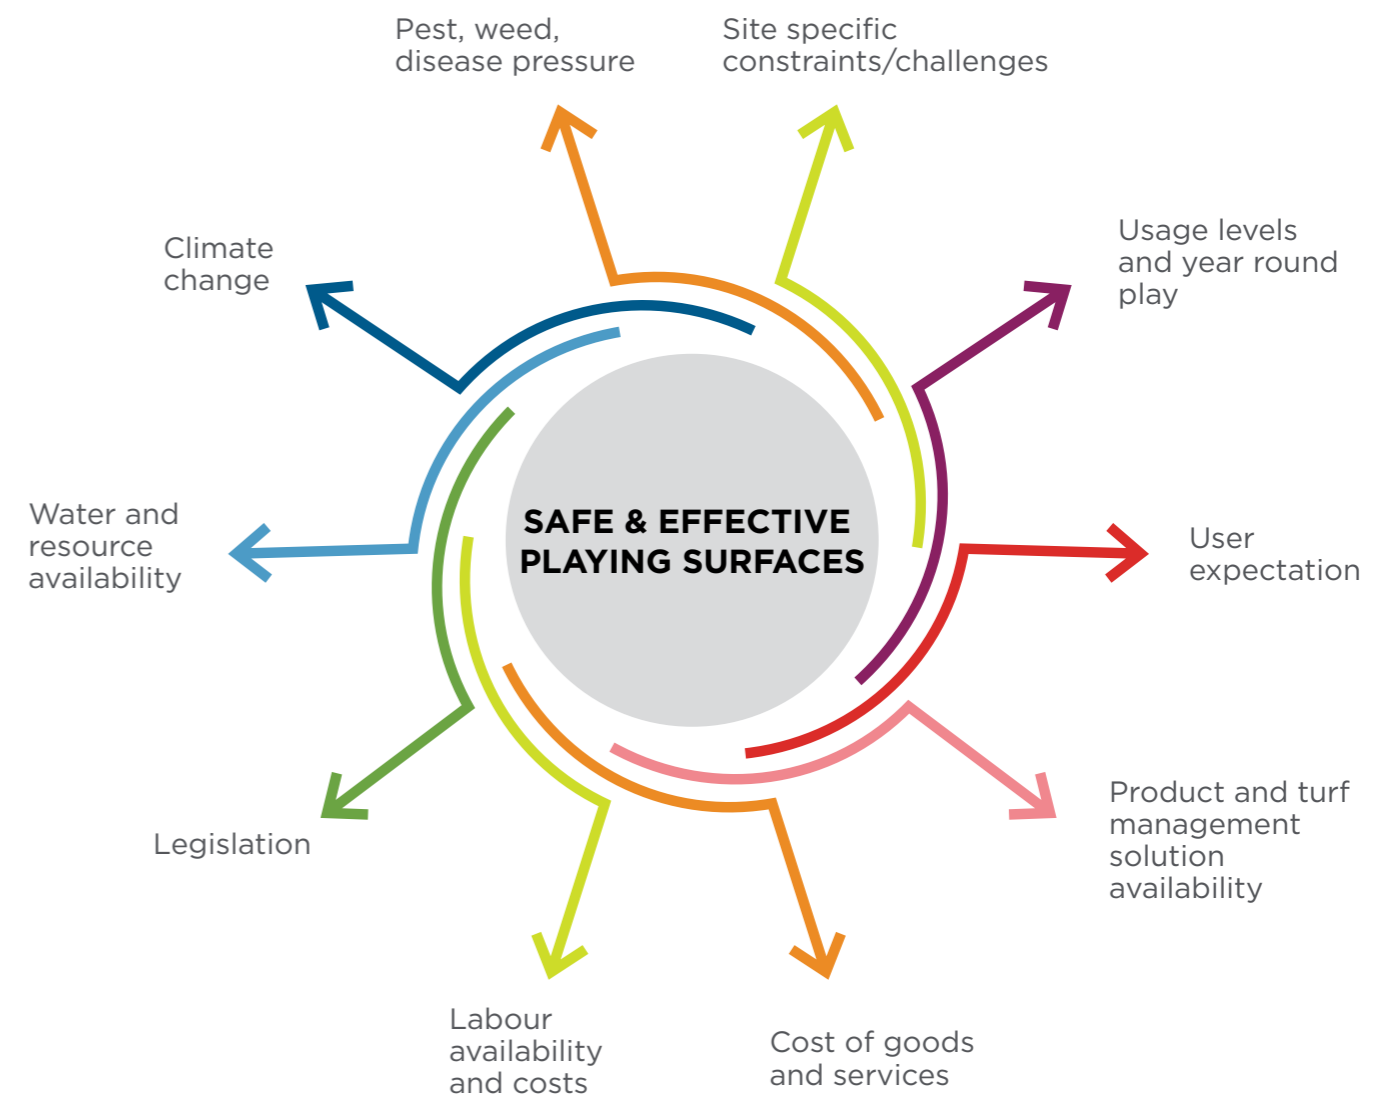 Pest, weed,
disease pressure
Site specific
constraints/challenges
Usage levels
and year round
play
Climate
change
SAFE & EFFECTIVE
PLAYING SURFACES
Water and
resource
availability
User
expectation
Product and turf
management
solution
availability
Legislation
Labour
availability
and costs
Cost of goods
and services